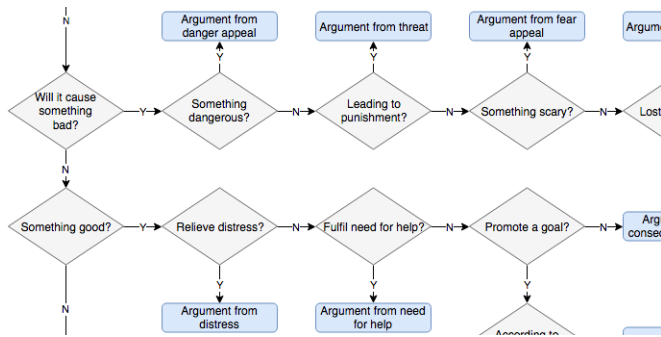 N
Argument from
danger appeal
Argument from threat
Argument from fear
appeal
Y
Y
Y
Will it cause
something
bad?
Y
Something
dangerous?
N
Leading to
punishment?
N
Something scary?
N
N
Something good?
Y
Relieve distress?
N
Fulfil need for help?
N
Promote a goal?
N
Y
Y
Y
N
Argument from
distress
Argument from need
for help
According to